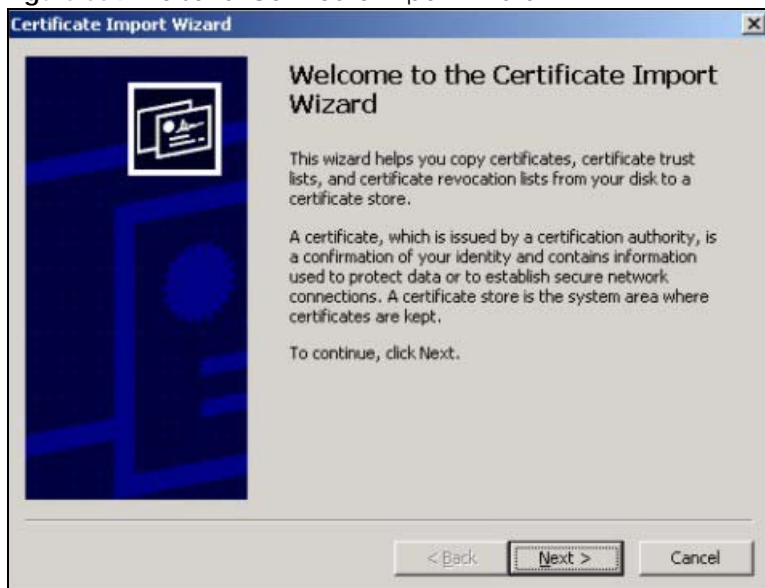 Certificate Import Wizard
Welcome to the Certificate Import
Wizard
This wizard helps you copy certificates, certificate trust
lists, and certificate revocation lists from your disk to a
certificate store.
A certificate, which is issued by a certification authority, is
a confirmation of your identity and contains information
used to protect data or to establish secure network
connections. A certificate store is the system area where
certificates are kept.
To continue, click Next.
< Back Next > Cancel